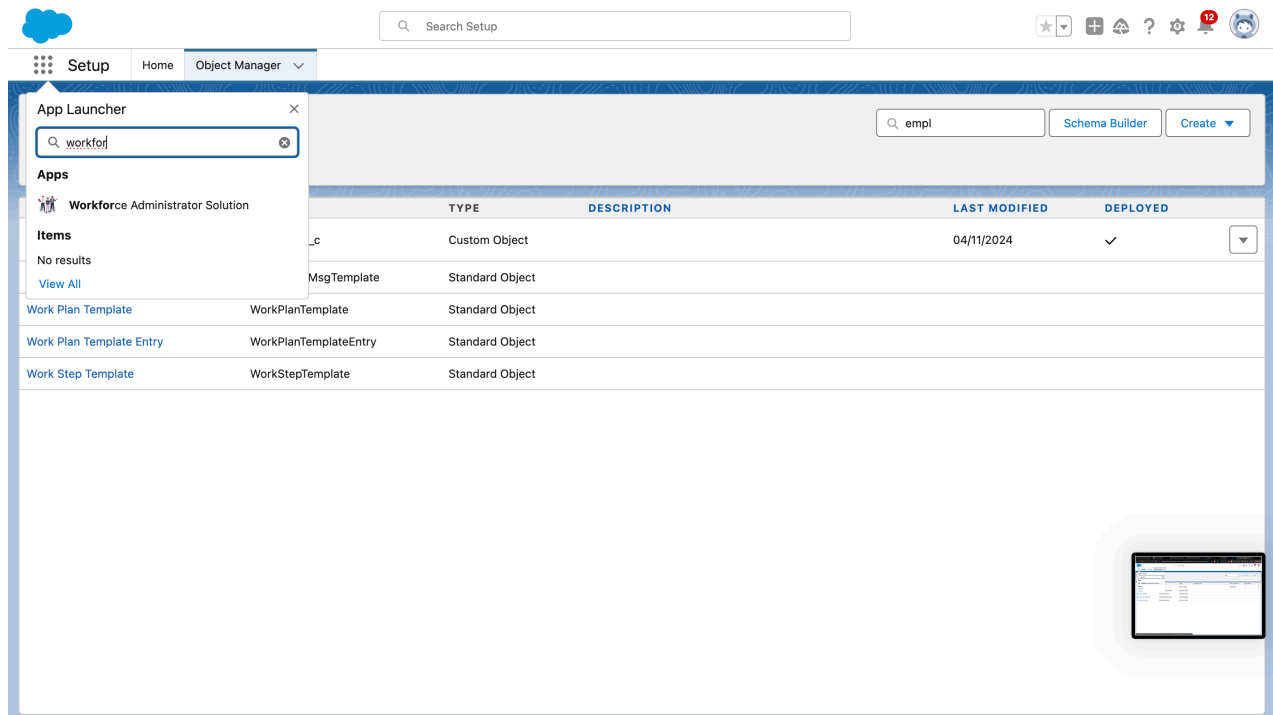 Search Setup
12
Setup
Home
Object Manager
App Launcher
workfor
Apps
Workforce Administrator Solution
Items
No results
View All
empl
Schema Builder
Create
TYPE
DESCRIPTION
LAST MODIFIED
DEPLOYED
_c
Custom Object
04/11/2024
MsgTemplate
Standard Object
Work Plan Template
WorkPlanTemplate
Standard Object
Work Plan Template Entry
WorkPlanTemplateEntry
Standard Object
Work Step Template
WorkStepTemplate
Standard Object